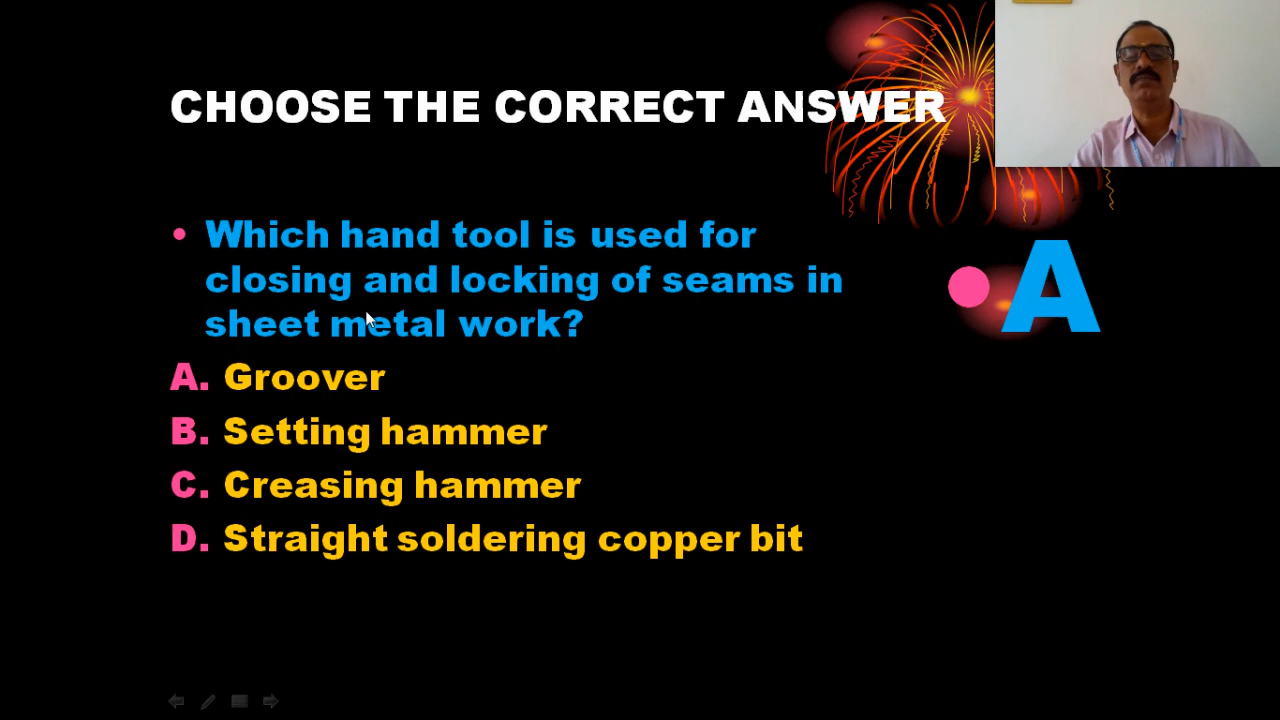 CHOOSE THE CORRECT ANSWER
• Which hand tool is used for
closing and locking of seams in
sheet metal work?
A. Groover
B. Setting hammer
C. Creasing hammer
D. Straight soldering copper bit
• A